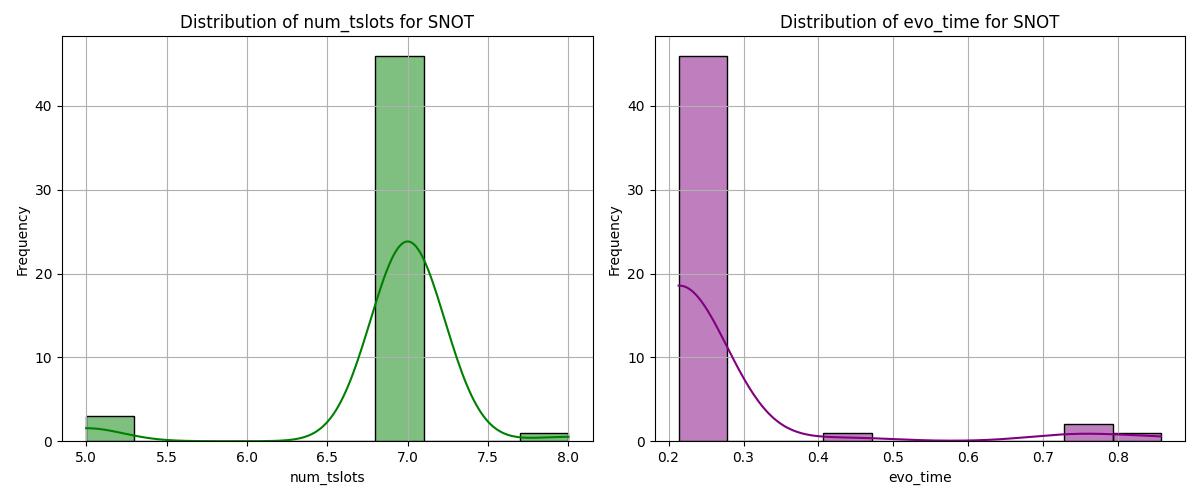 Distribution of num_tslots for SNOT
Frequency
40
30
20
10
0
5.0 5.5 6.0 6.5 7.0 7.5 8.0
num_tslots
Distribution of evo_time for SNOT
Frequency
40
30
20
10
0
0.2 0.3 0.4 0.5 0.6 0.7 0.8
evo_time